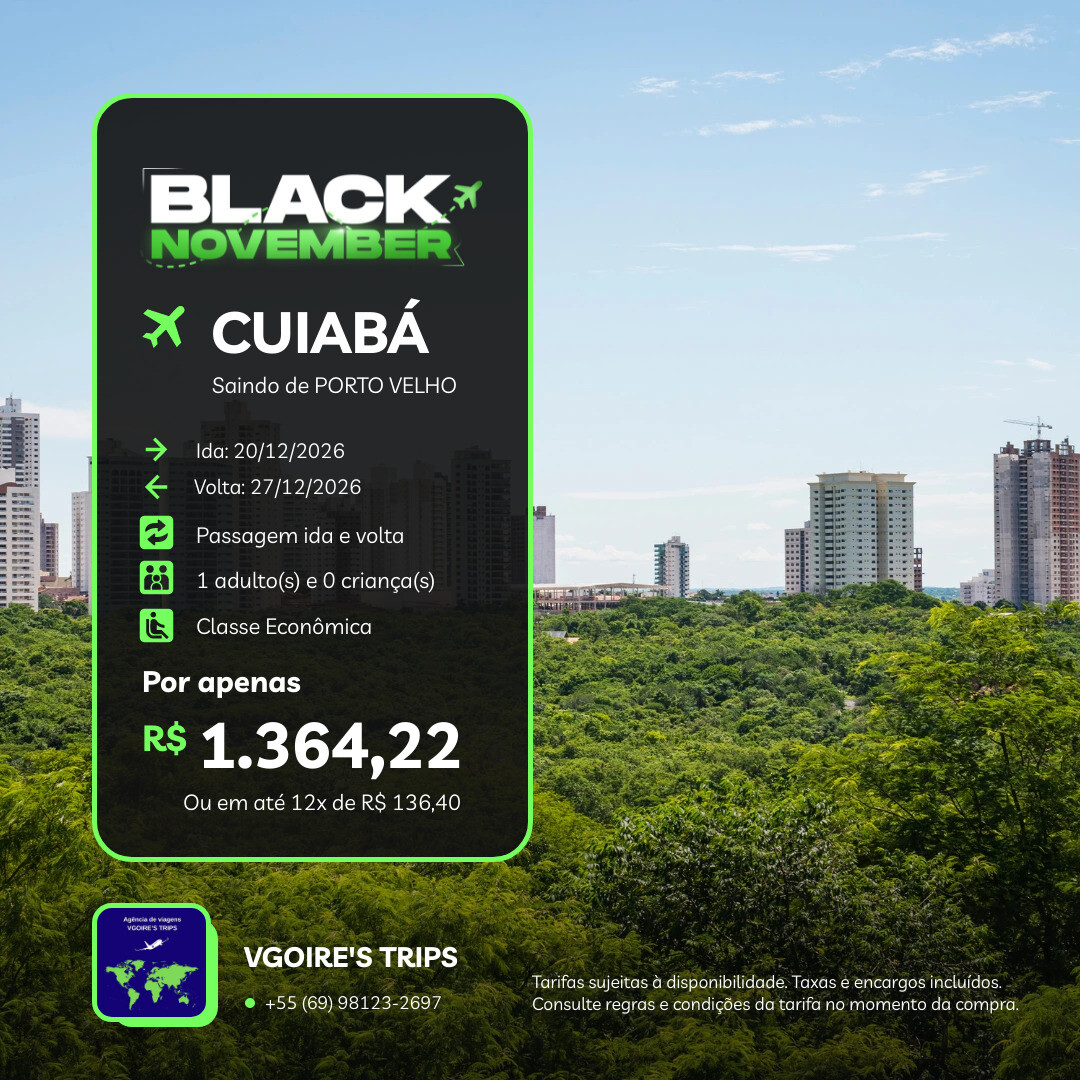 BLACK
NOVEMBER
CUIABÁ
Saindo de PORTO VELHO
Ida: 20/12/2026
Volta: 27/12/2026
Passagem ida e volta
1 adulto(s) e 0 criança(s)
Classe Econômica
Por apenas
R$ 1.364,22
Ou em até 12x de R$ 136,40
Agência de viagens
VGOIRE'S TRIPS
VGOIRE'S TRIPS
+55 (69) 98123-2697
Tarifas sujeitas à disponibilidade. Taxas e encargos incluídos.
Consulte regras e condições da tarifa no momento da compra.